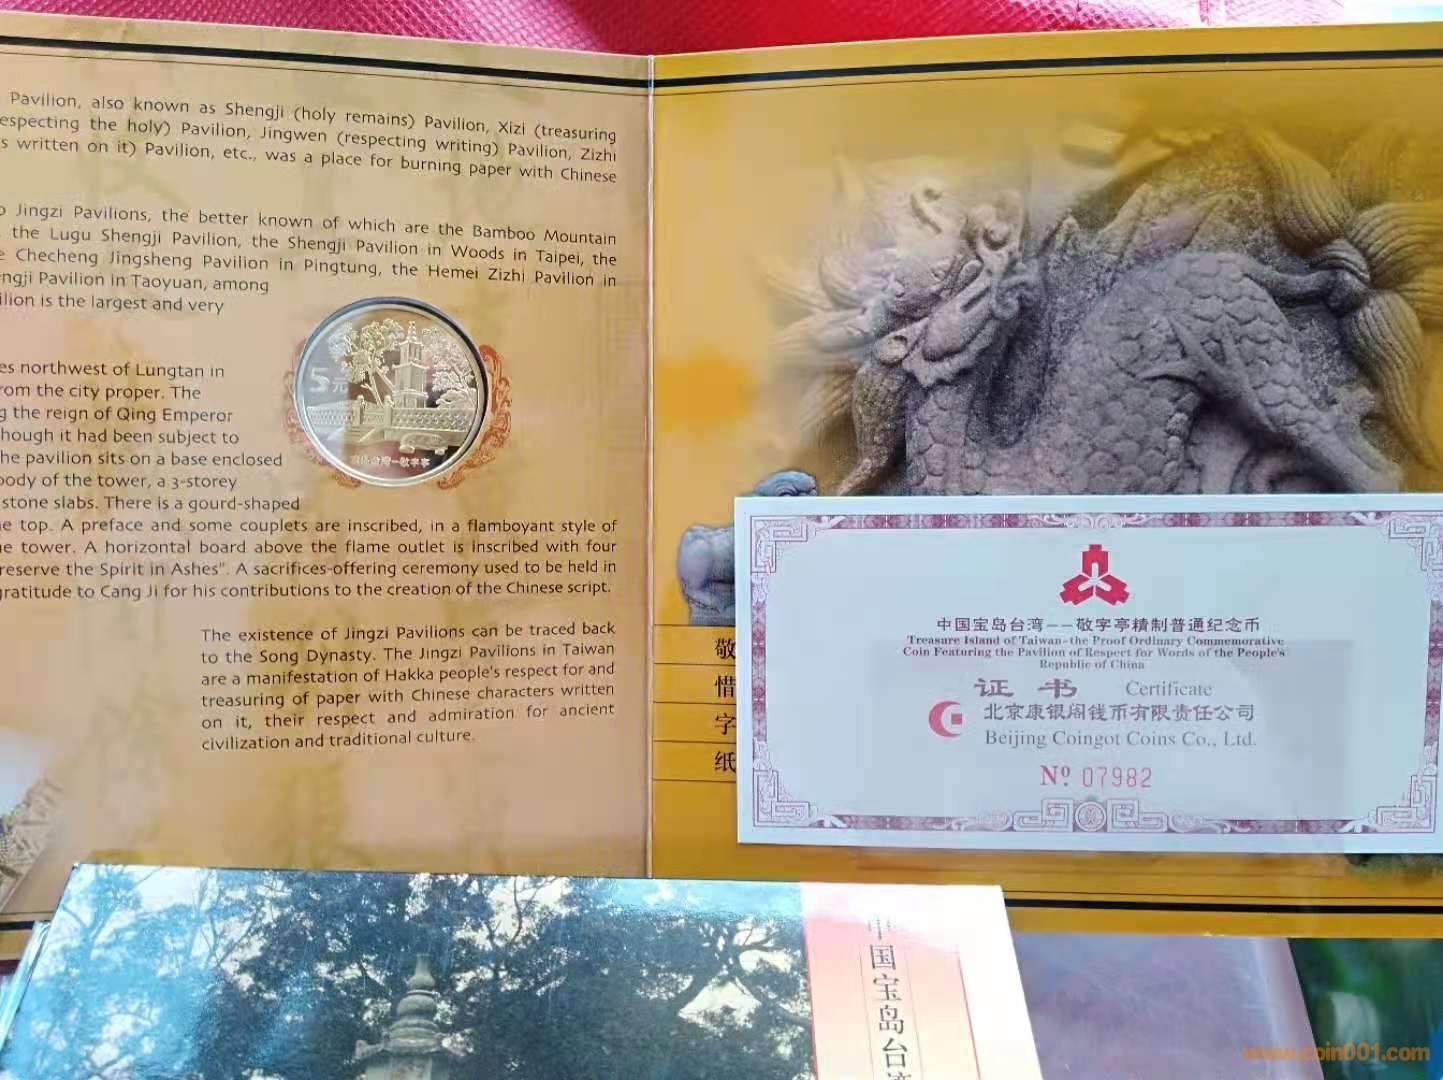 Pavilion, also known as Shengji (holy remains) Pavilion, Xizi (treasuring
especting the holy) Pavilion, Jingwen (respecting writing) Pavilion, Zizhi
s written on it) Pavilion, etc., was a place for burning paper with Chinese
o Jingzi Pavilions, the better known of which are the Bamboo Mountain
the Lugu Shengji Pavilion, the Shengji Pavilion in Woods in Taipei, the
e Checheng Jingsheng Pavilion in Pingtung, the Hemei Zizhi Pavilion in
ngji Pavilion in Taoyuan, among
ilion is the largest and very
es northwest of Lungtan in
rom the city proper. The
g the reign of Qing Emperor
though it had been subject to
he pavilion sits on a base enclosed
body of the tower, a 3-storey
stone slabs. There is a gourd-shaped
he top. A preface and some couplets are inscribed, in a flamboyant style of
he tower. A horizontal board above the flame outlet is inscribed with four
reserve the Spirit in Ashes". A sacrifices-offering ceremony used to be held in
gratitude to Cang Ji for his contributions to the creation of the Chinese script.
The existence of Jingzi Pavilions can be traced back
to the Song Dynasty. The Jingzi Pavilions in Taiwan
are a manifestation of Hakka people's respect for and
treasuring of paper with Chinese characters written
on it, their respect and admiration for ancient
civilization and traditional culture.
5元
宝岛台湾-敬字亭
敬
惜
字
纸
中国宝岛台湾--敬字亭精制普通纪念币
Treasure Island of Taiwan-the Proof Ordinary Commemorative
Coin Featuring the Pavilion of Respect for Words of the People's
Republic of China
证 书 Certificate
北京康银阁钱币有限责任公司
Beijing Coingot Coins Co., Ltd.
Nº 07982
中国宝岛台湾
www.coin001.com